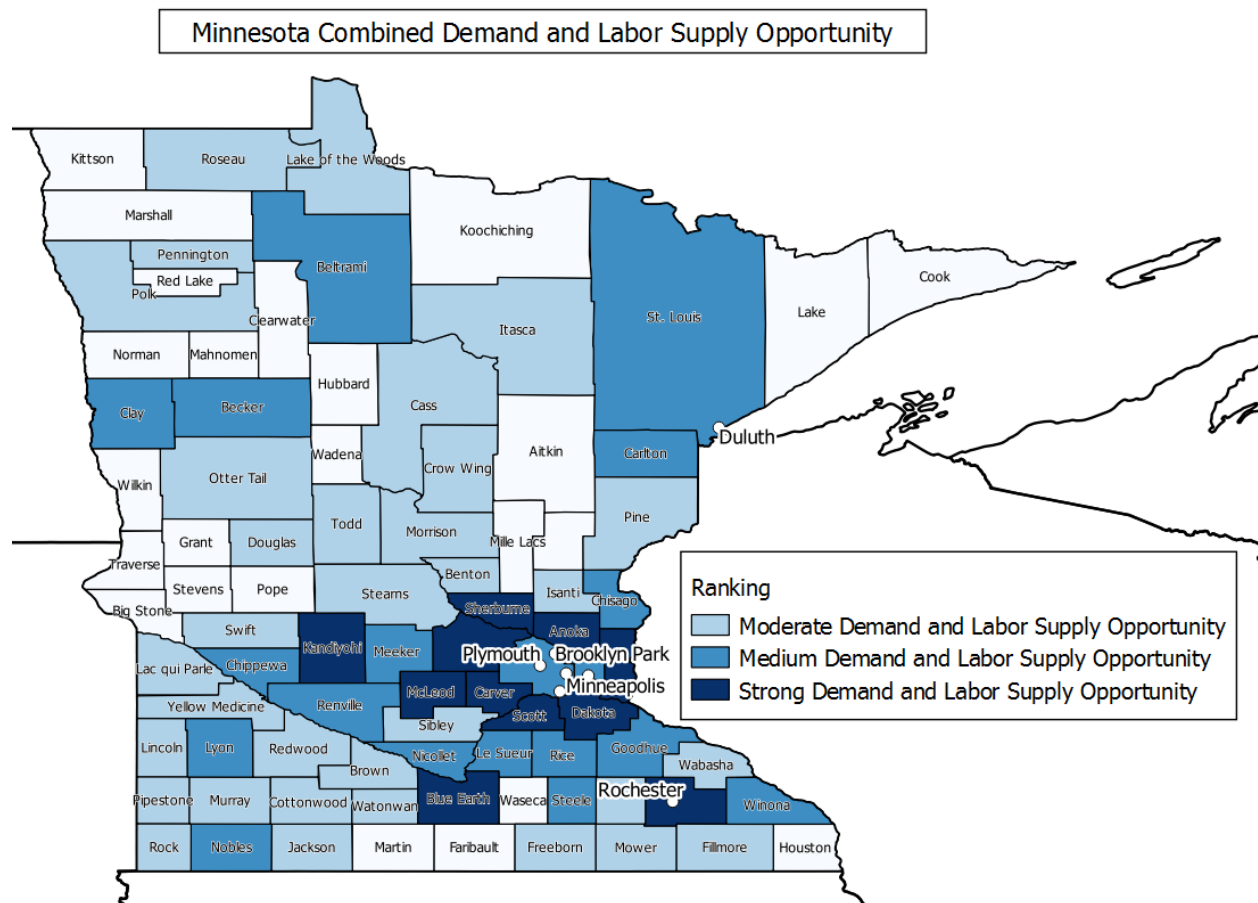 Minnesota Combined Demand and Labor Supply Opportunity
Kittson
Roseau
Lake of the Woods
Marshall
Koochiching
Pennington
Beltrami
Red Lake
Polk
Cook
Clearwater
St. Louis
Lake
Itasca
Norman
Mahnomen
Hubbard
Clay
Becker
Cass
Duluth
Wadena
Crow Wing
Aitkin
Carlton
Otter Tail
Wilkin
Pine
Todd
Morrison
Grant
Douglas
Mille Lacs
Traverse
Benton
Stevens
Pope
Isanti
Stearns
Chisago
Big Stone
Sherburne
Swift
Anoka
Kandiyohi
Meeker
Plymouth
Brooklyn Park
Lac qui Parle
Chippewa
Minneapolis
McLeod
Carver
Yellow Medicine
Renville
Scott
Dakota
Sibley
Lincoln
Lyon
Redwood
Nicollet
Le Sueur
Rice
Goodhue
Wabasha
Brown
Rochester
Pipestone
Murray
Cottonwood
Watonwan
Blue Earth
Waseca
Steele
Winona
Rock
Nobles
Jackson
Martin
Faribault
Freeborn
Mower
Fillmore
Houston
Ranking
Moderate Demand and Labor Supply Opportunity
Medium Demand and Labor Supply Opportunity
Strong Demand and Labor Supply Opportunity